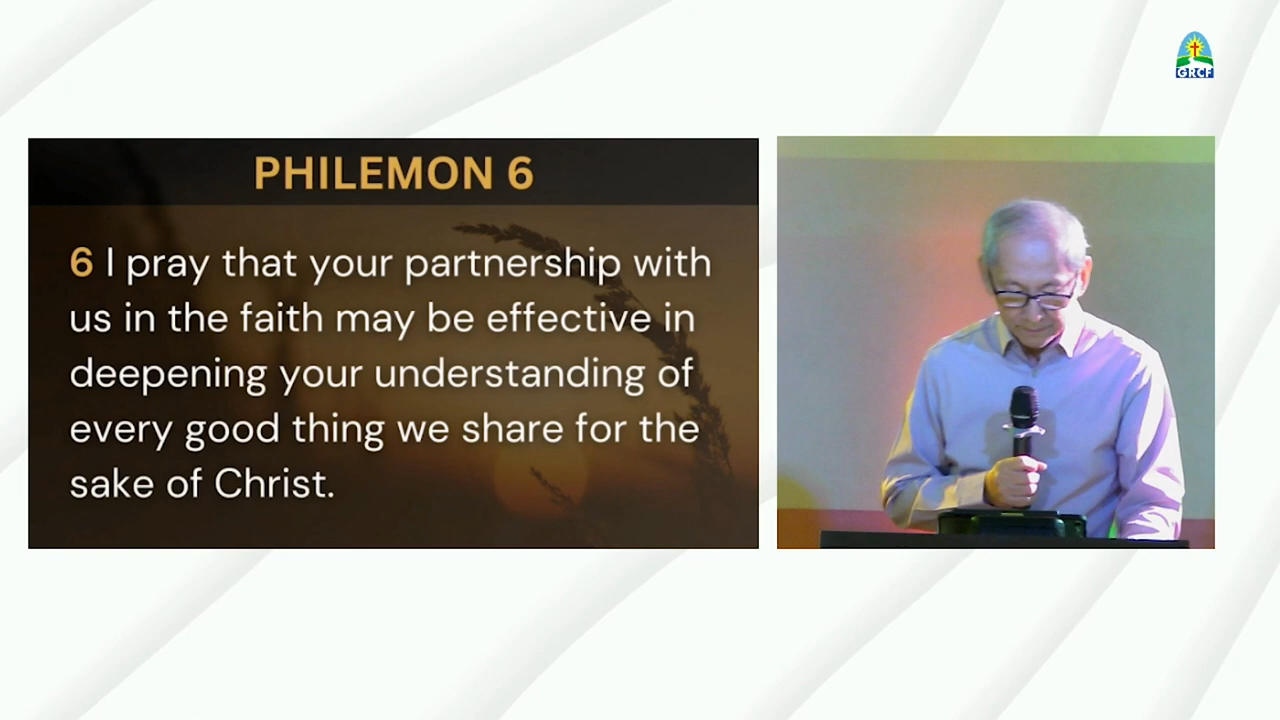 GRCF
PHILEMON 6
6 I pray that your partnership with
us in the faith may be effective in
deepening your understanding of
every good thing we share for the
sake of Christ.